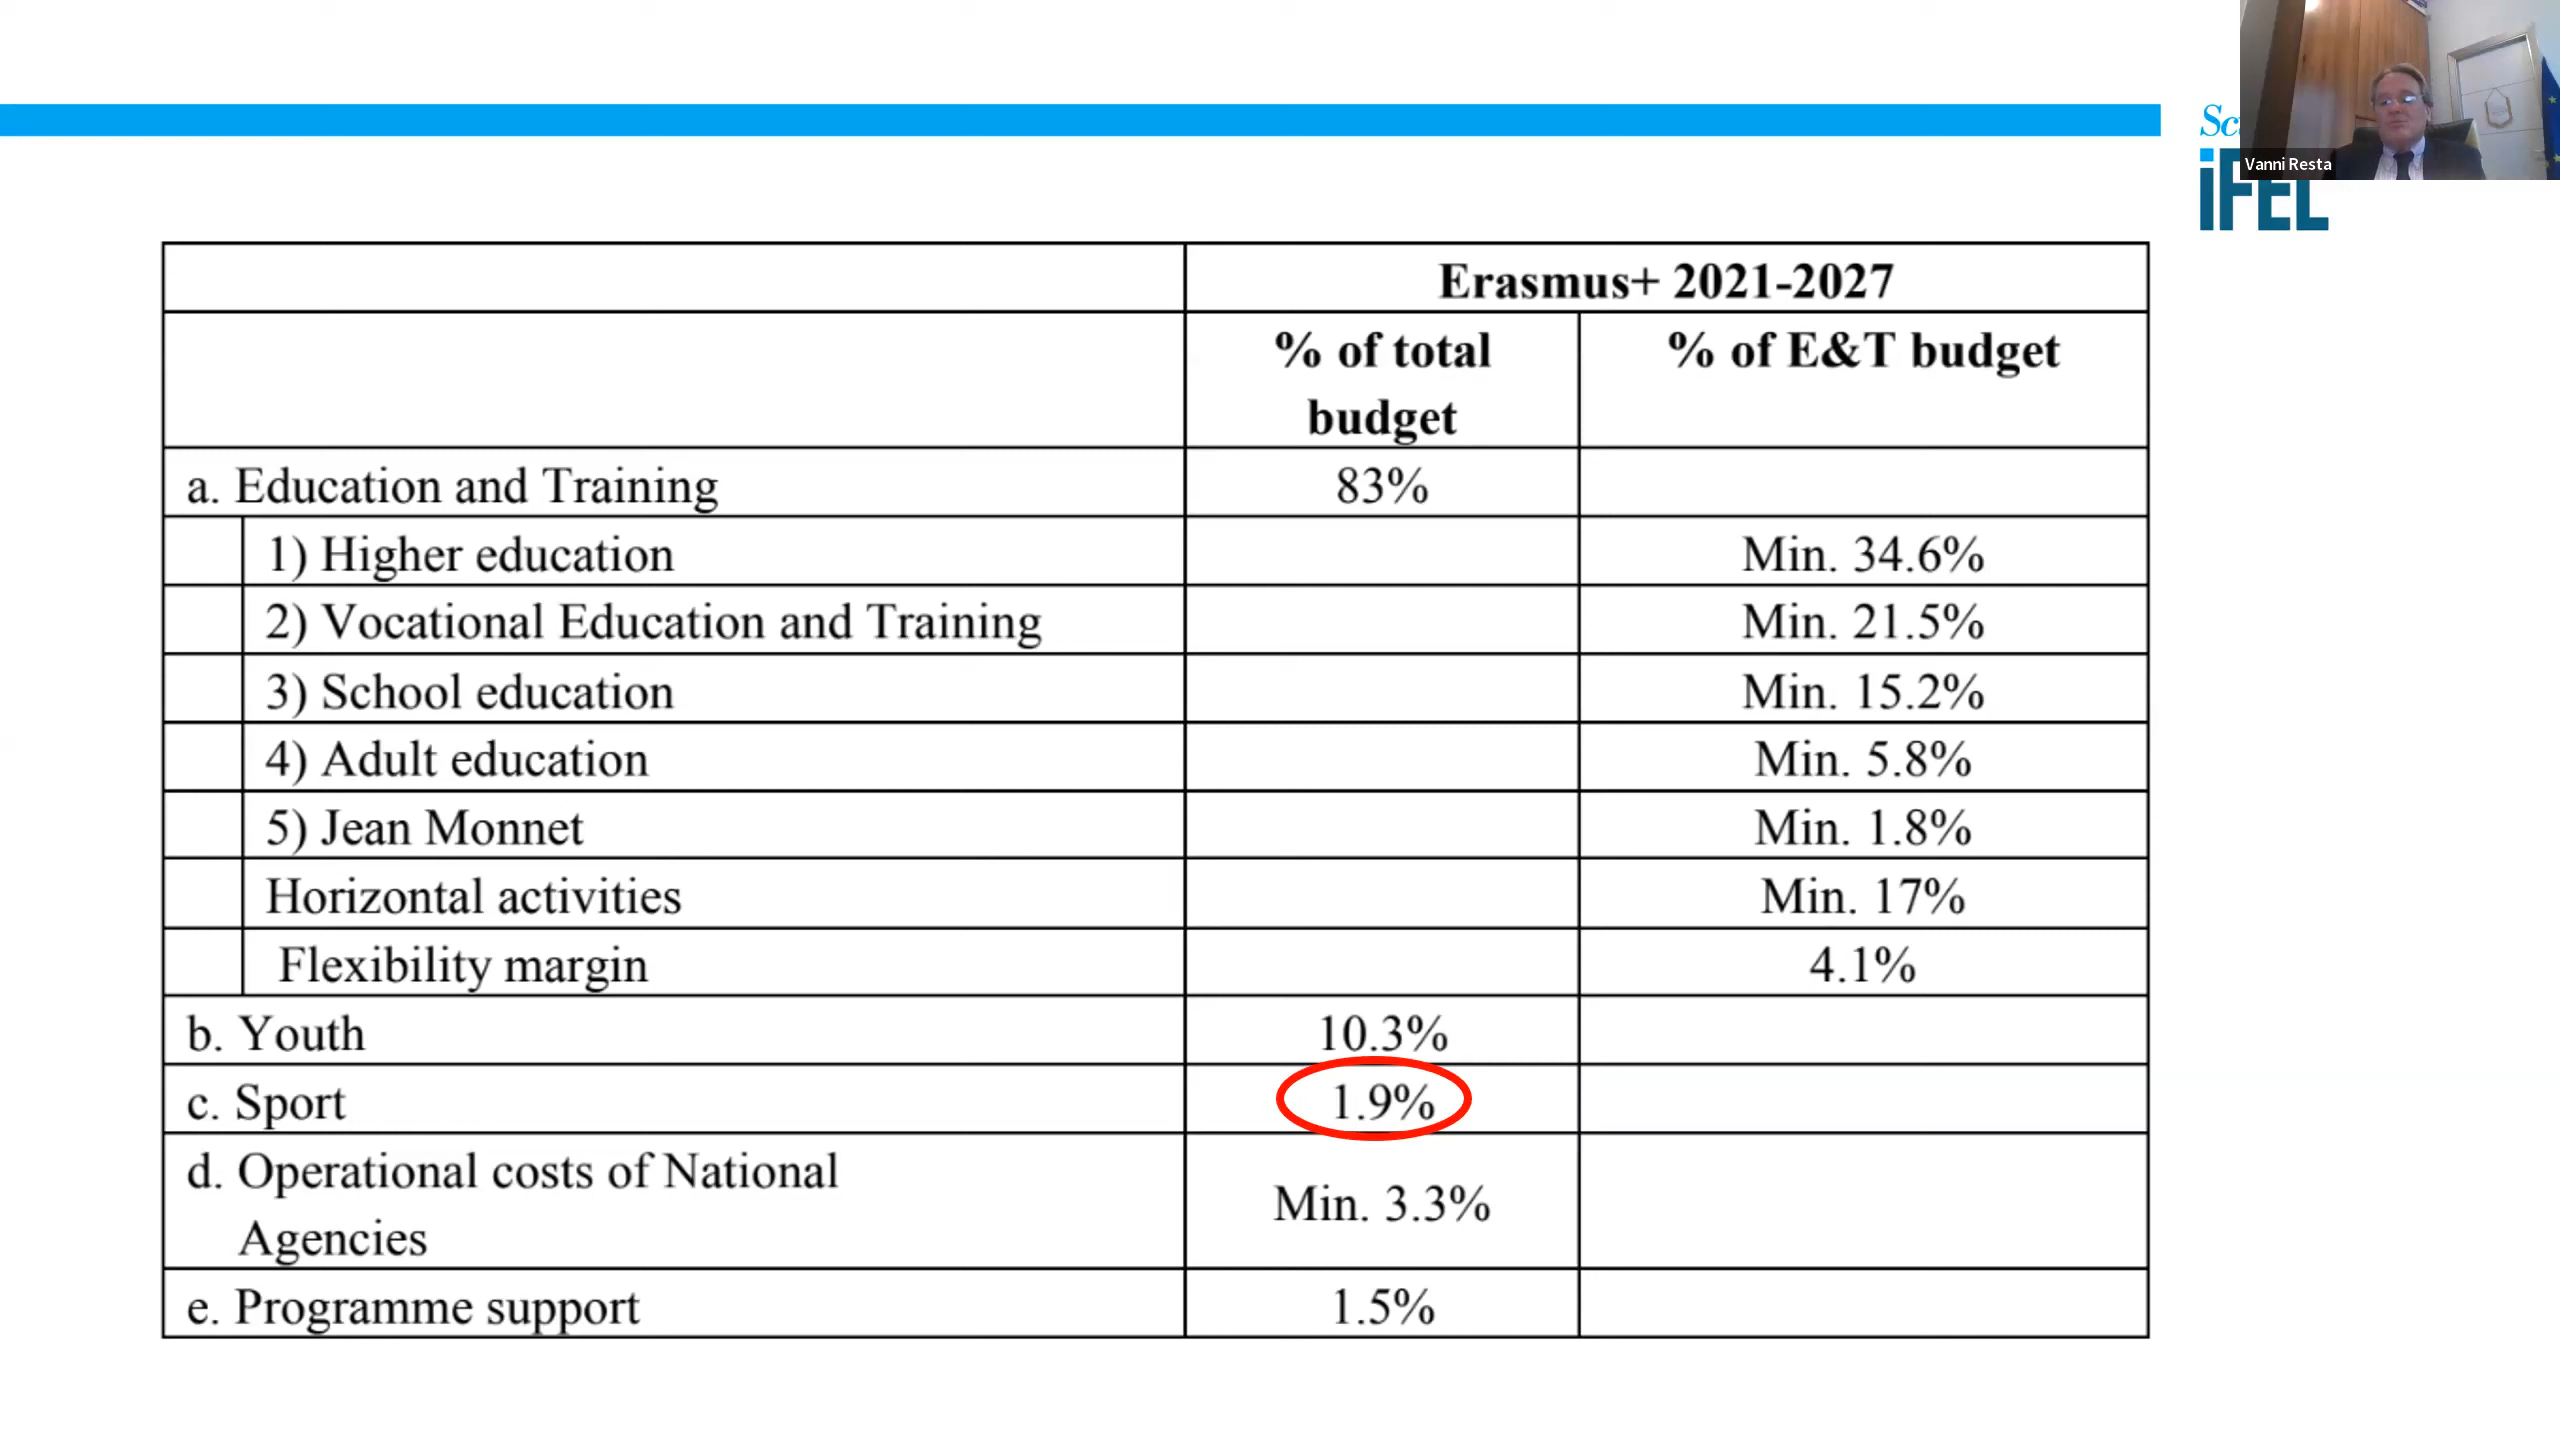 Vanni Resta
iFEL
Erasmus+ 2021-2027
% of total budget
% of E&T budget
a. Education and Training 83%
1) Higher education Min. 34.6%
2) Vocational Education and Training Min. 21.5%
3) School education Min. 15.2%
4) Adult education Min. 5.8%
5) Jean Monnet Min. 1.8%
Horizontal activities Min. 17%
Flexibility margin 4.1%
b. Youth 10.3%
c. Sport 1.9%
d. Operational costs of National
Agencies
Min. 3.3%
e. Programme support 1.5%